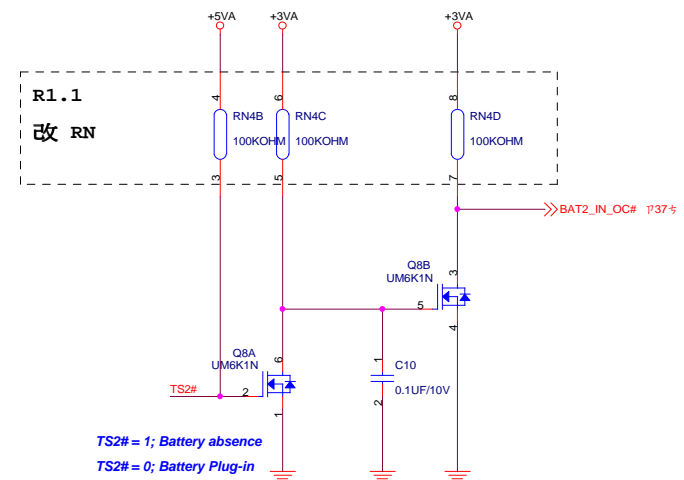 +5VA
+3VA
+3VA
R1.1
改 RN
4
6
8
RN4B
RN4C
RN4D
100KOHM
100KOHM
100KOHM
3
5
7
BAT2_IN_OC#
Q8B
UM6K1N
3
5
4
Q8A
UM6K1N
6
TS2#
2
1
1
C10
0.1UF/10V
2
TS2# = 1; Battery absence
TS2# = 0; Battery Plug-in